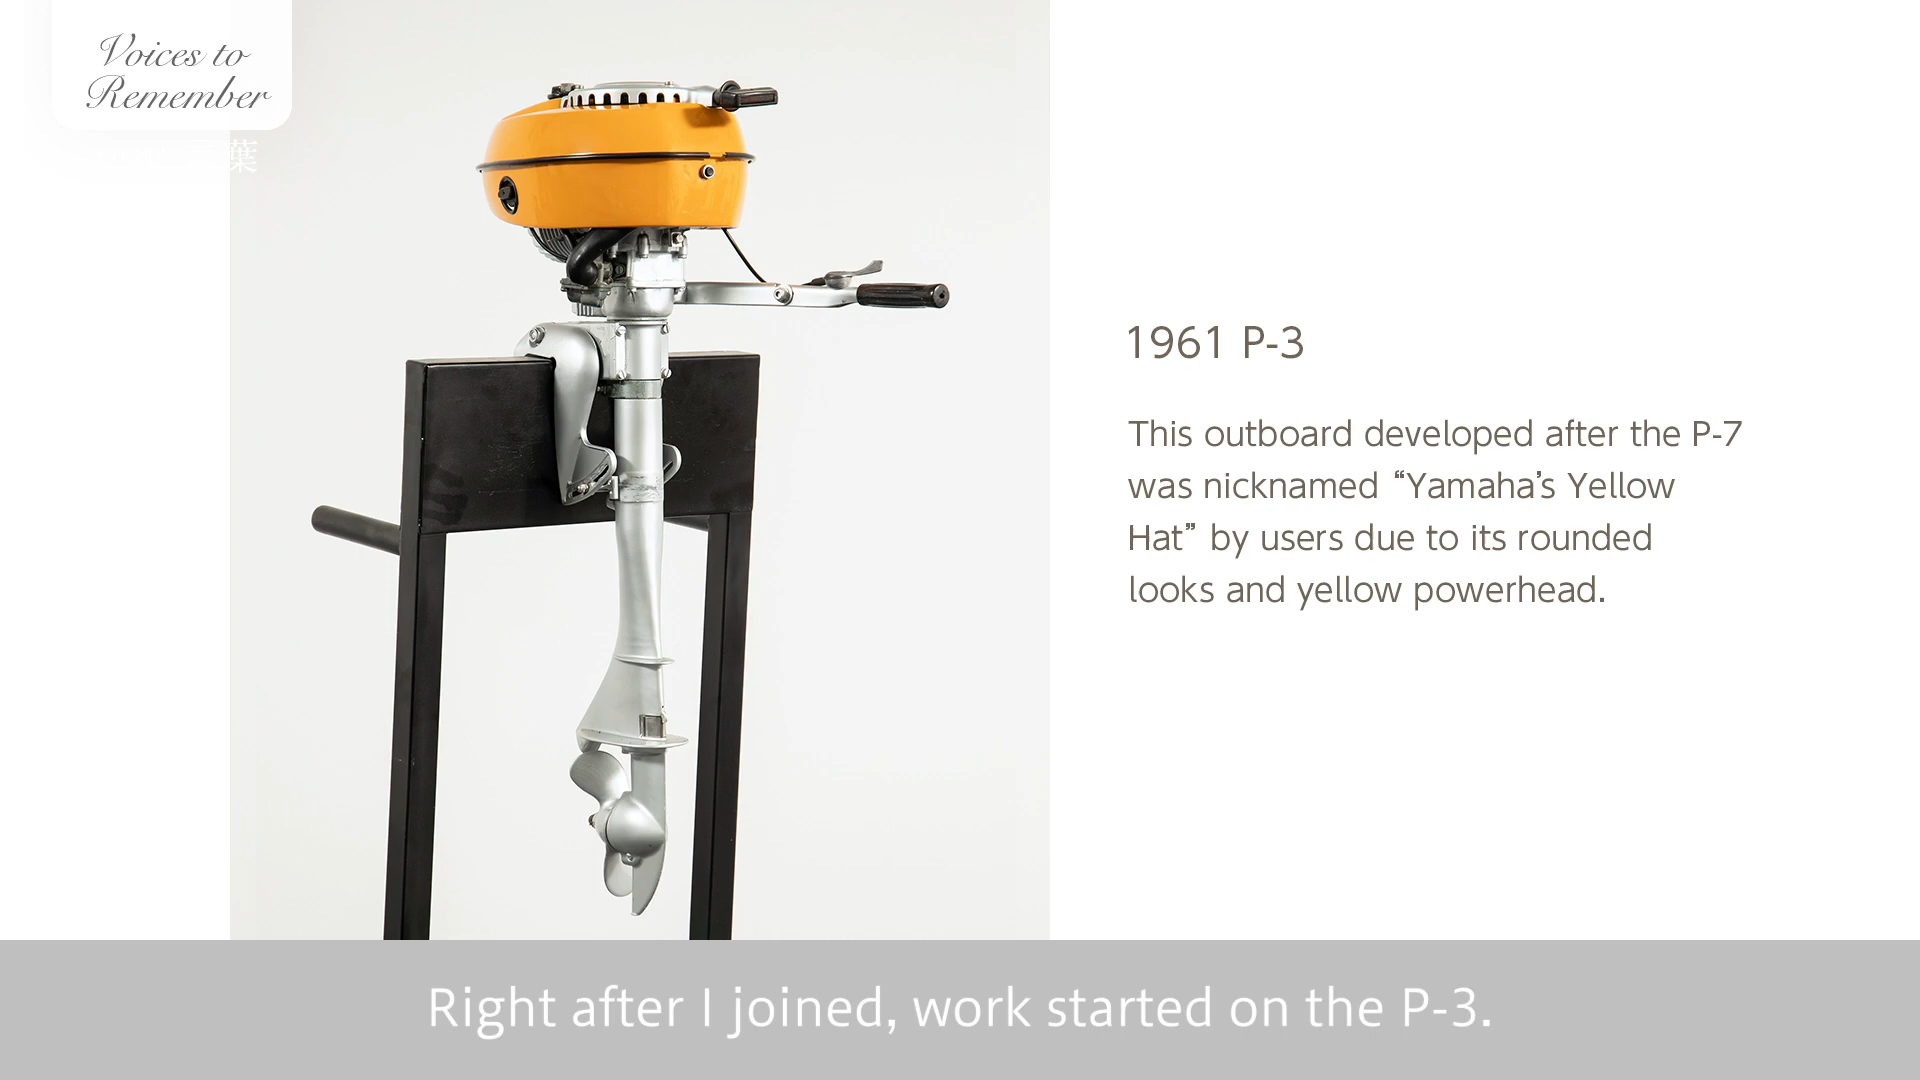 Voices to
Remember
葉
1961 P-3
This outboard developed after the P-7
was nicknamed “Yamaha’s Yellow
Hat” by users due to its rounded
looks and yellow powerhead.
Right after I joined, work started on the P-3.